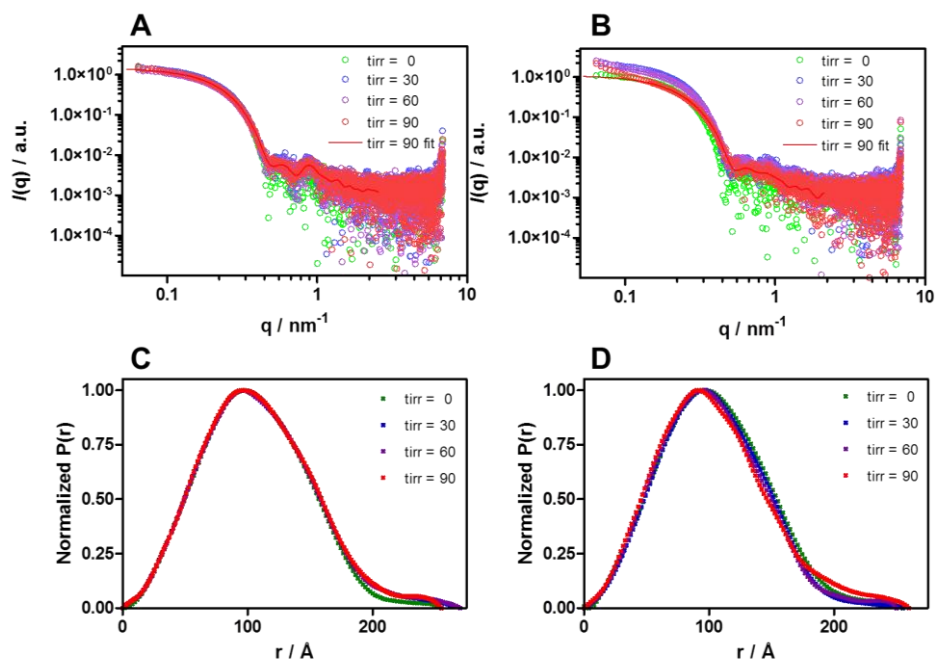 A
I(q) / a.u.
1.0×10⁰
1.0×10⁻¹
1.0×10⁻²
1.0×10⁻³
1.0×10⁻⁴
tirr = 0
tirr = 30
tirr = 60
tirr = 90
tirr = 90 fit
0.1
1
10
q / nm⁻¹
B
I(q) / a.u.
1.0×10⁰
1.0×10⁻¹
1.0×10⁻²
1.0×10⁻³
1.0×10⁻⁴
tirr = 0
tirr = 30
tirr = 60
tirr = 90
tirr = 90 fit
0.1
1
10
q / nm⁻¹
C
Normalized P(r)
1.00
0.75
0.50
0.25
0.00
tirr = 0
tirr = 30
tirr = 60
tirr = 90
0
100
200
r / Å
D
Normalized P(r)
1.00
0.75
0.50
0.25
0.00
tirr = 0
tirr = 30
tirr = 60
tirr = 90
0
100
200
r / Å